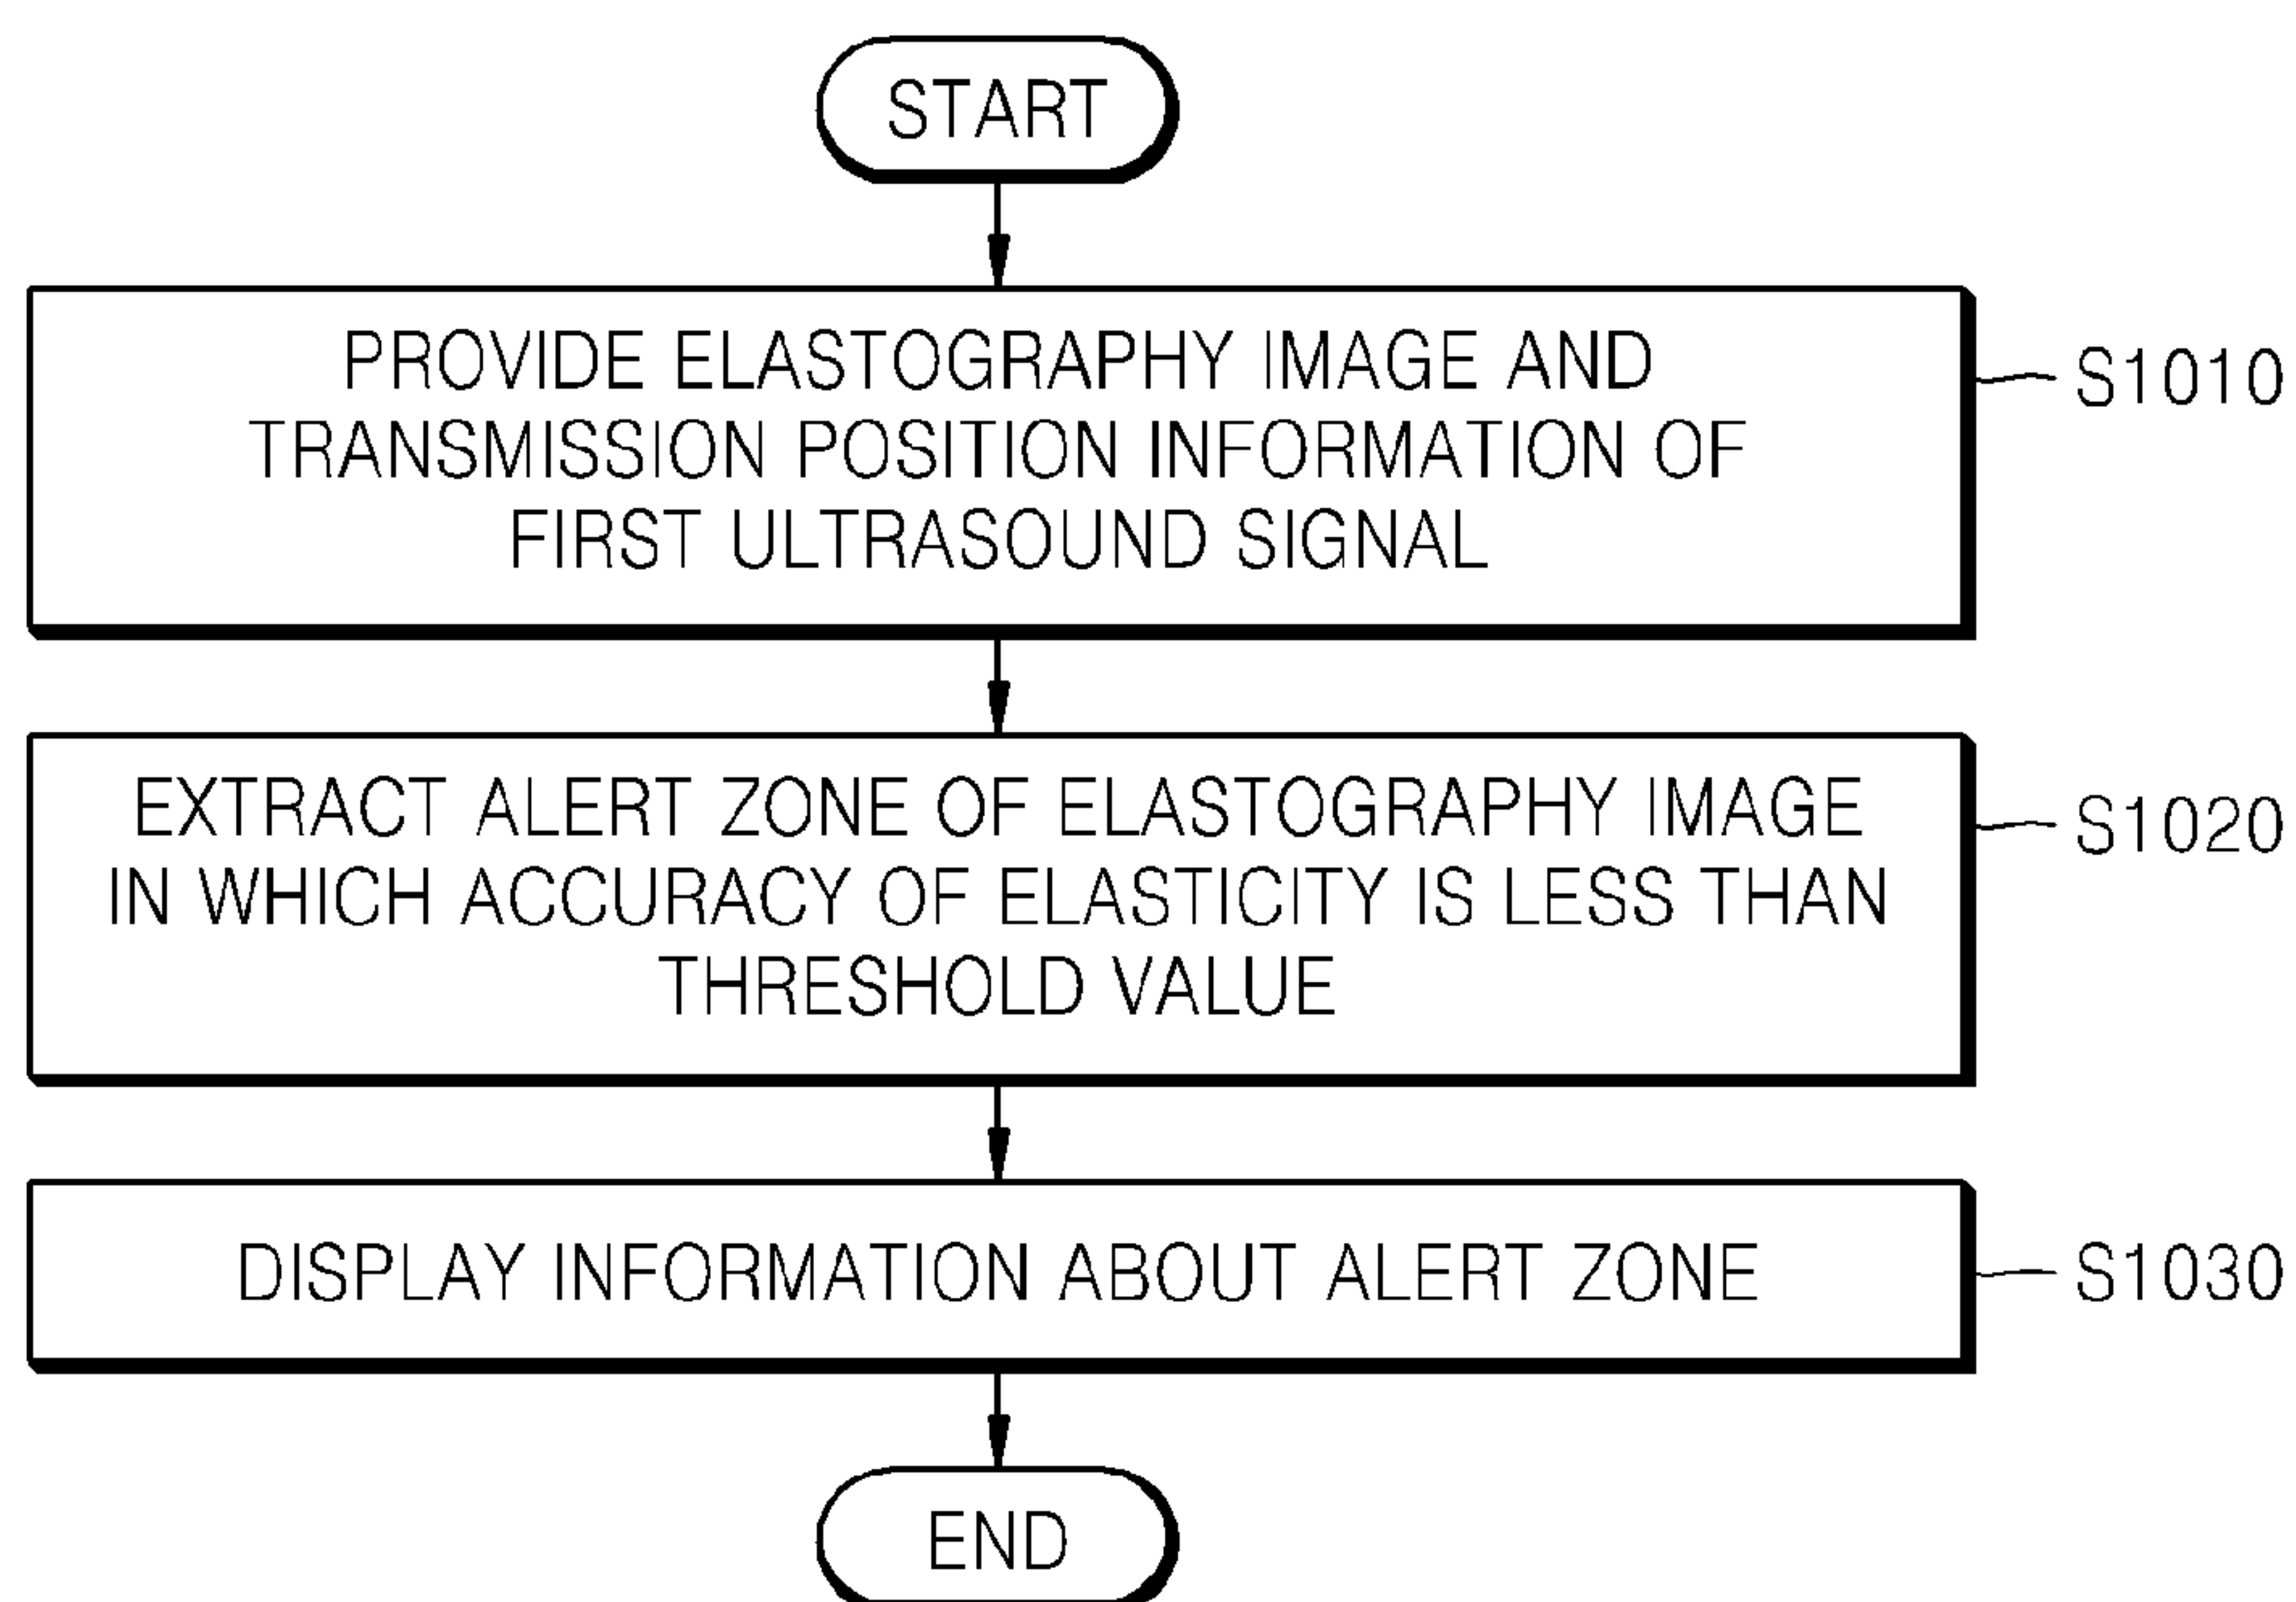 START
PROVIDE ELASTOGRAPHY IMAGE AND
TRANSMISSION POSITION INFORMATION OF
FIRST ULTRASOUND SIGNAL
S1010
EXTRACT ALERT ZONE OF ELASTOGRAPHY IMAGE
IN WHICH ACCURACY OF ELASTICITY IS LESS THAN
THRESHOLD VALUE
S1020
DISPLAY INFORMATION ABOUT ALERT ZONE
S1030
END